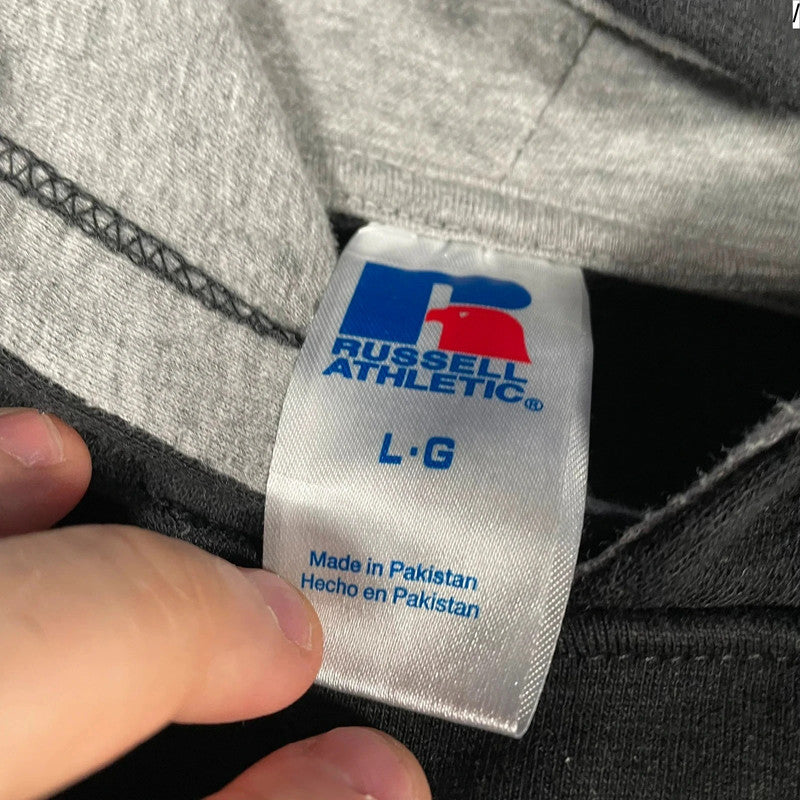 RUSSELL
ATHLETIC®
L·G
Made in Pakistan
Hecho en Pakistan